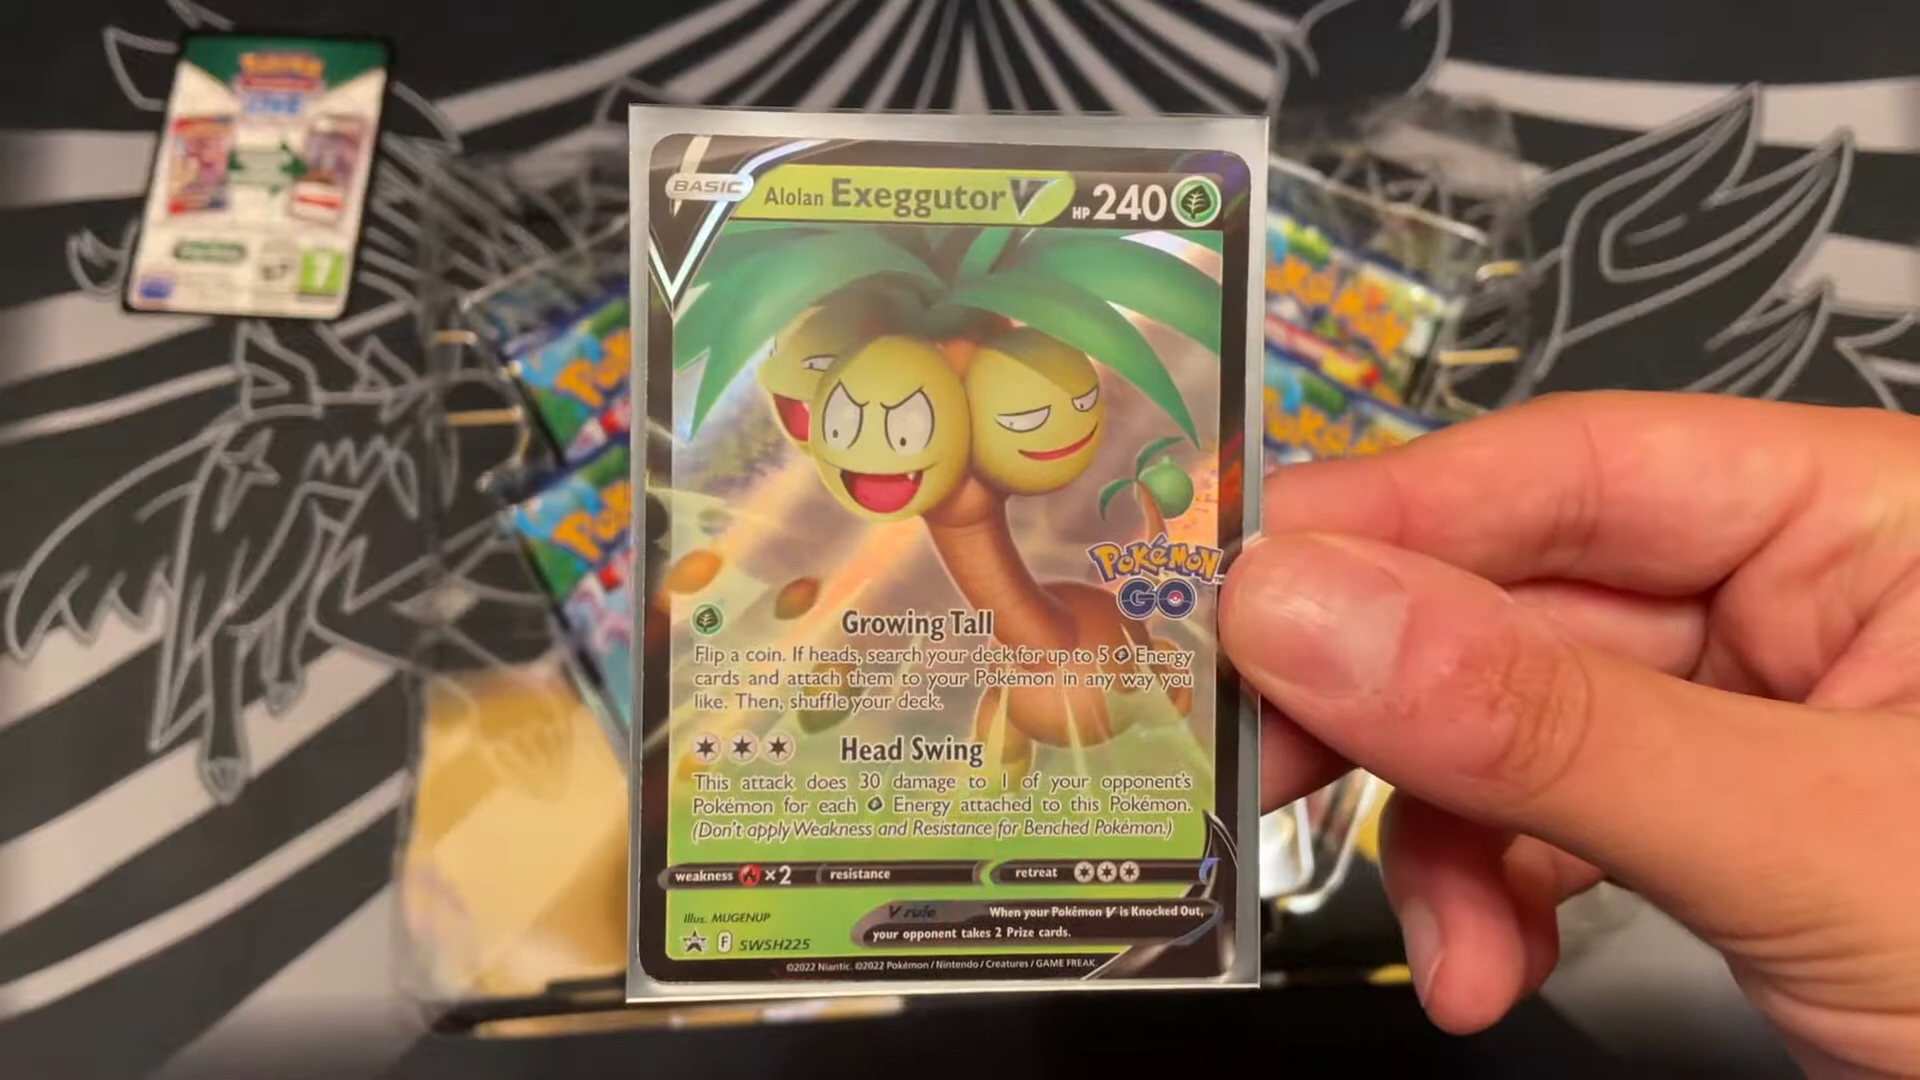 BASIC
Alolan Exeggutor V HP 240
POKéMON
GO
Growing Tall
Flip a coin. If heads, search your deck for up to 5 Energy
cards and attach them to your Pokémon in any way you
like. Then, shuffle your deck.
Head Swing
This attack does 30 damage to 1 of your opponent's
Pokémon for each Energy attached to this Pokémon.
(Don't apply Weakness and Resistance for Benched Pokémon.)
weakness ×2 resistance retreat
Illus. MUGENUP
V rule When your Pokémon V is Knocked Out,
your opponent takes 2 Prize cards.
F SWSH225
©2022 Niantic. ©2022 Pokémon / Nintendo / Creatures / GAME FREAK.